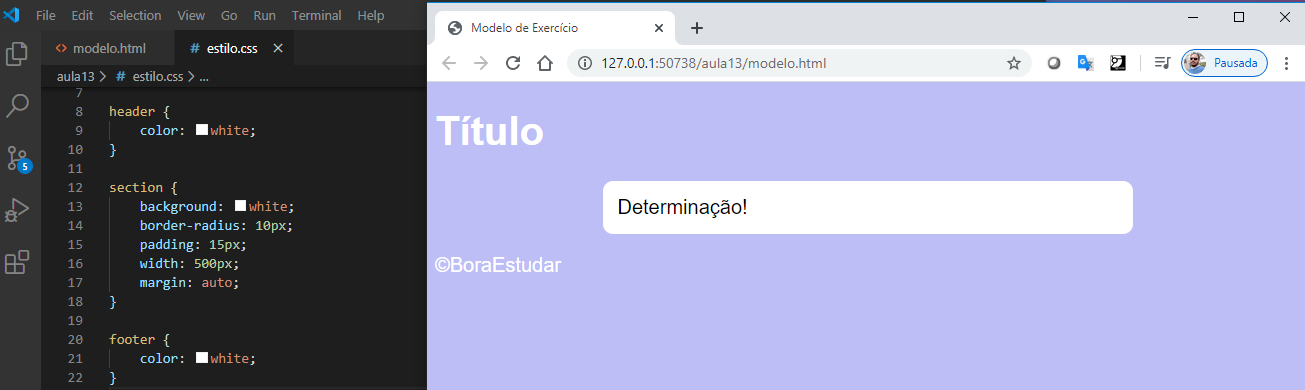 File Edit Selection View Go Run Terminal Help
modelo.html # estilo.css
aula13 > # estilo.css > ...
7
8 header {
9 color: white;
10 }
11
12 section {
13 background: white;
14 border-radius: 10px;
15 padding: 15px;
16 width: 500px;
17 margin: auto;
18 }
19
20 footer {
21 color: white;
22 }
5
Modelo de Exercício
127.0.0.1:50738/aula13/modelo.html
Pausada
Título
Determinação!
©BoraEstudar